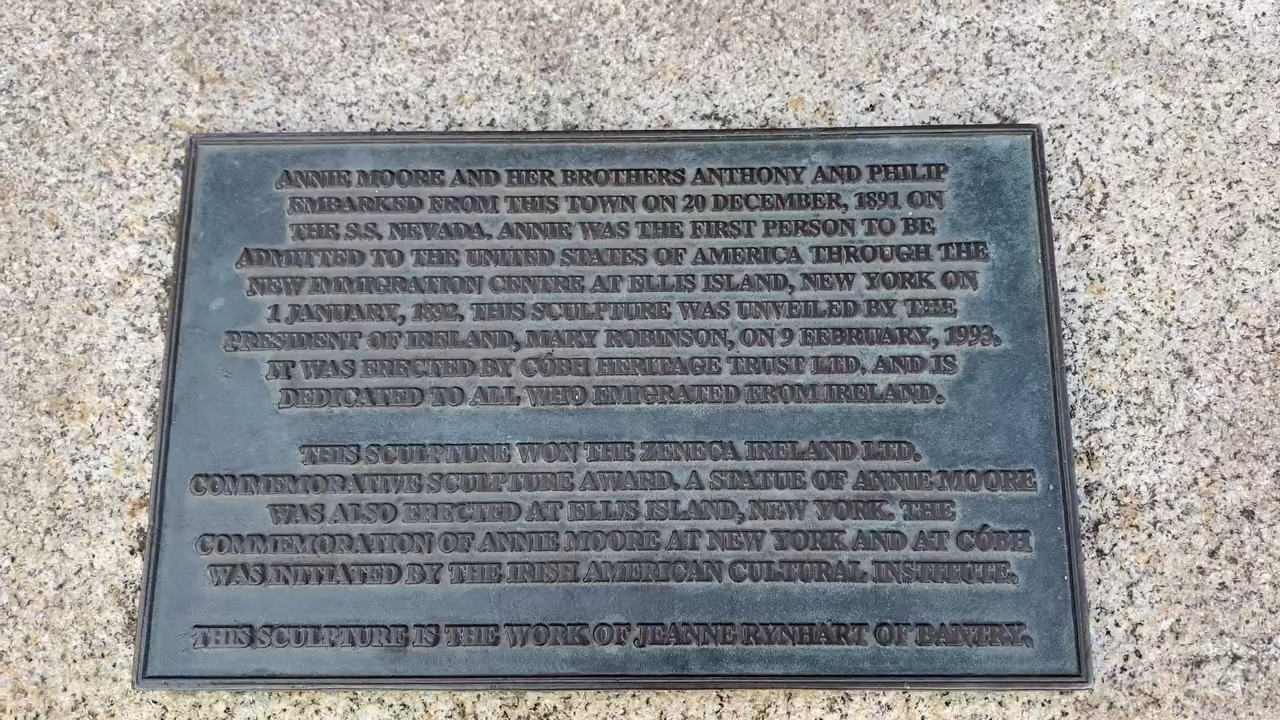 ANNIE MOORE AND HER BROTHERS ANTHONY AND PHILIP
EMBARKED FROM THIS TOWN ON 20 DECEMBER, 1891 ON
THE S.S. NEVADA. ANNIE WAS THE FIRST PERSON TO BE
ADMITTED TO THE UNITED STATES OF AMERICA THROUGH THE
NEW IMMIGRATION CENTRE AT ELLIS ISLAND, NEW YORK ON
1 JANUARY, 1892. THIS SCULPTURE WAS UNVEILED BY THE
PRESIDENT OF IRELAND, MARY ROBINSON, ON 9 FEBRUARY, 1993.
IT WAS ERECTED BY CÓBH HERITAGE TRUST LTD. AND IS
DEDICATED TO ALL WHO EMIGRATED FROM IRELAND.
THIS SCULPTURE WON THE ZENECA IRELAND LTD.
COMMEMORATIVE SCULPTURE AWARD. A STATUE OF ANNIE MOORE
WAS ALSO ERECTED AT ELLIS ISLAND, NEW YORK. THE
COMMEMORATION OF ANNIE MOORE AT NEW YORK AND AT CÓBH
WAS INITIATED BY THE IRISH AMERICAN CULTURAL INSTITUTE.
THIS SCULPTURE IS THE WORK OF JEANNE RYNHART OF BANTRY.